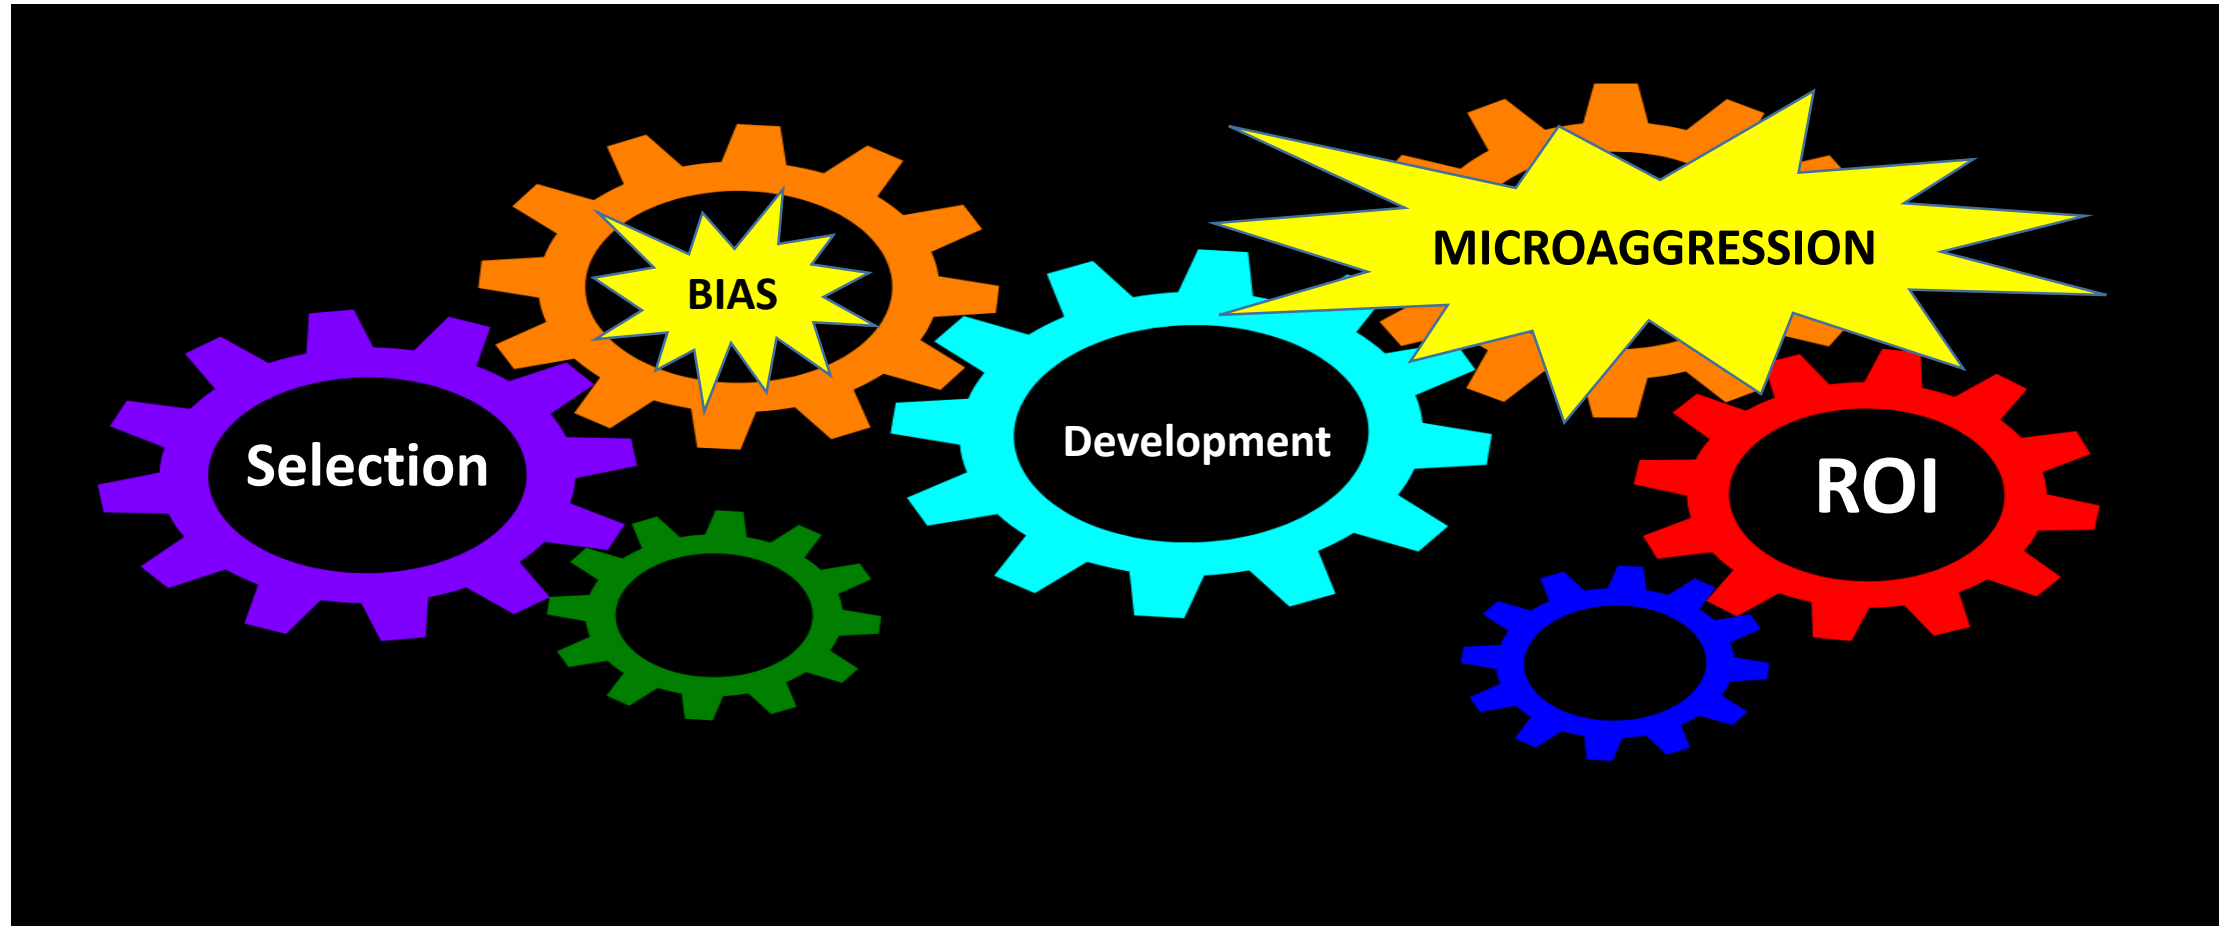 Selection
BIAS
Development
MICROAGGRESSION
ROI